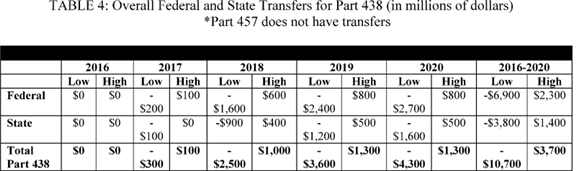 TABLE 4: Overall Federal and State Transfers for Part 438 (in millions of dollars)
*Part 457 does not have transfers
2016 2017 2018 2019 2020 2016-2020
Low High Low High Low High Low High Low High Low High
Federal $0 $0 - $100 - $600 - $800 - $800 -$6,900 $2,300
$200 $1,600 $2,400 $2,700
State $0 $0 - $0 -$900 $400 - $500 - $500 -$3,800 $1,400
$100 $1,200 $1,600
Total $0 $0 - $100 - $1,000 - $1,300 - $1,300 - $3,700
Part 438 $300 $2,500 $3,600 $4,300 $10,700